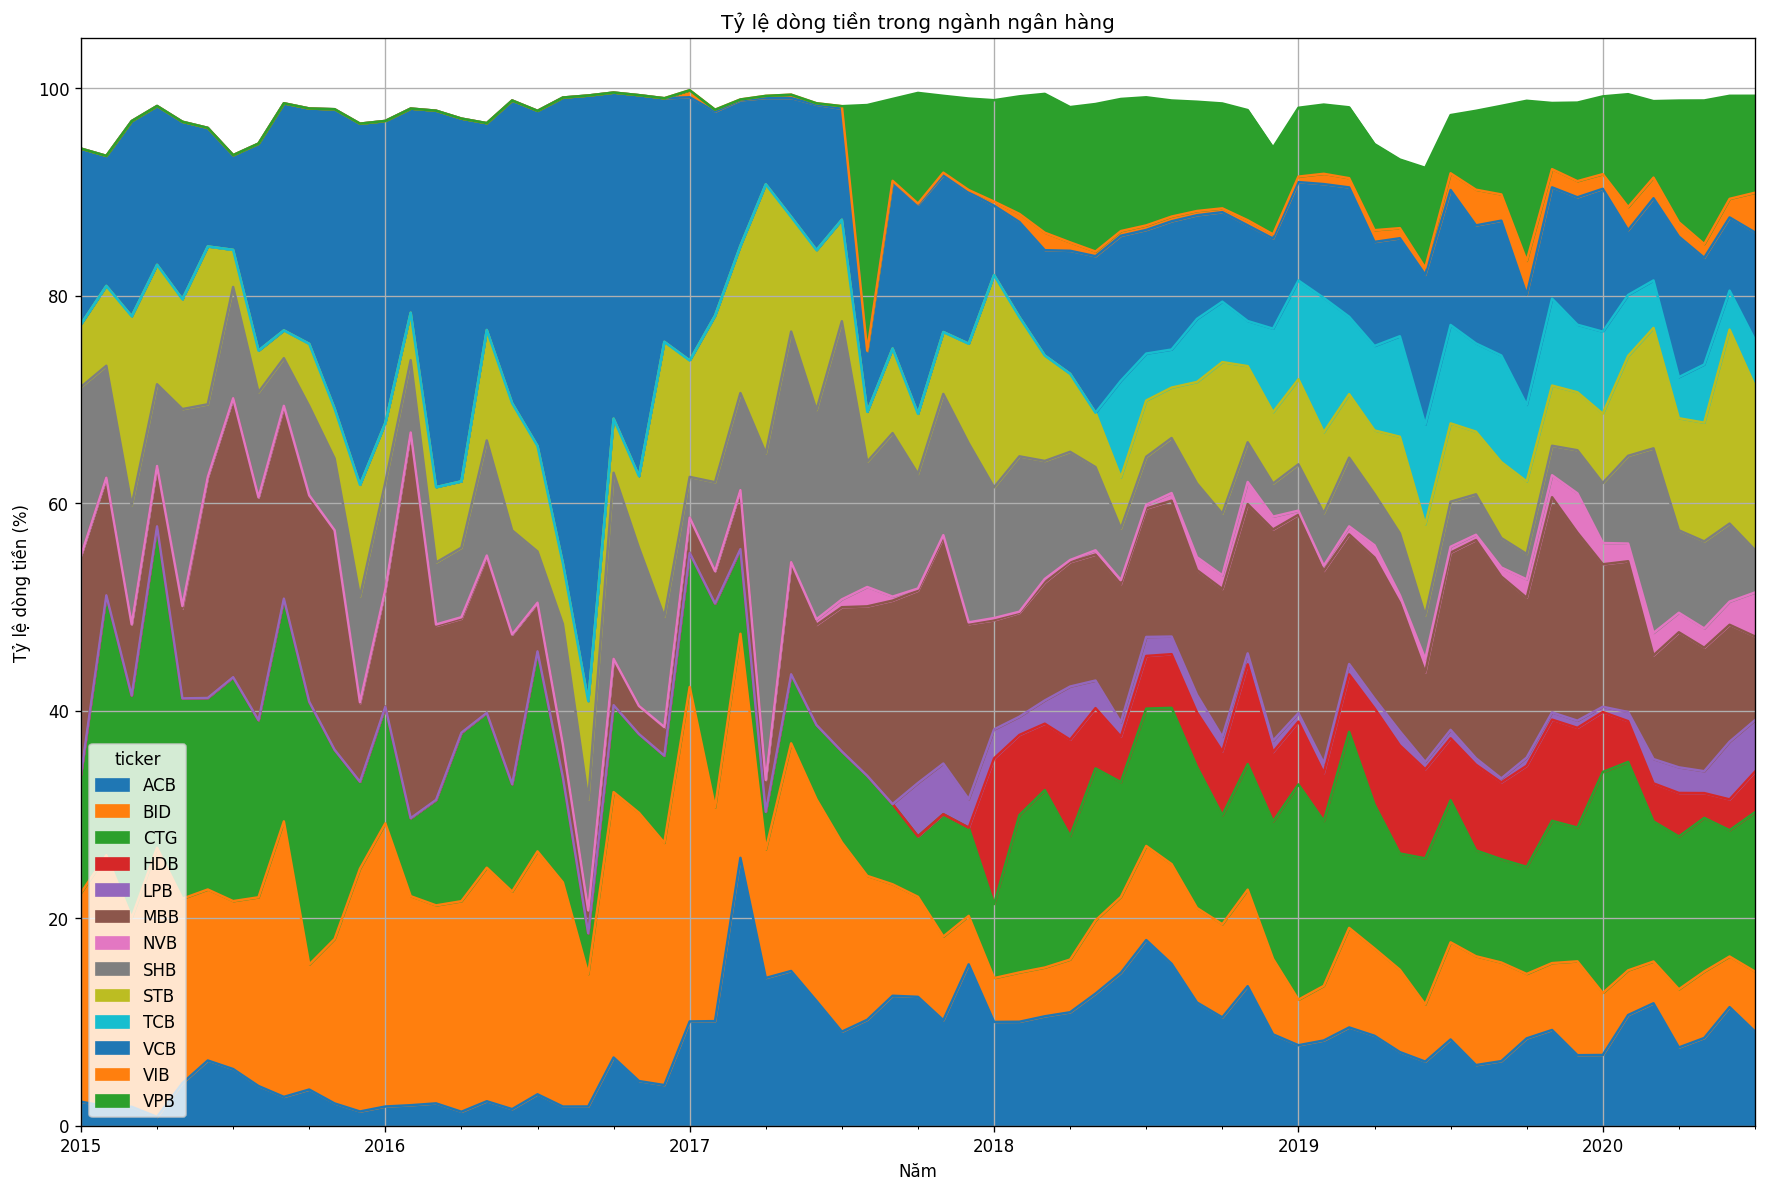 Tỷ lệ dòng tiền trong ngành ngân hàng
Tỷ lệ dòng tiền (%)
100
80
60
40
20
0
ticker
ACB
BID
CTG
HDB
LPB
MBB
NVB
SHB
STB
TCB
VCB
VIB
VPB
2015
2016
2017
2018
2019
2020
Năm